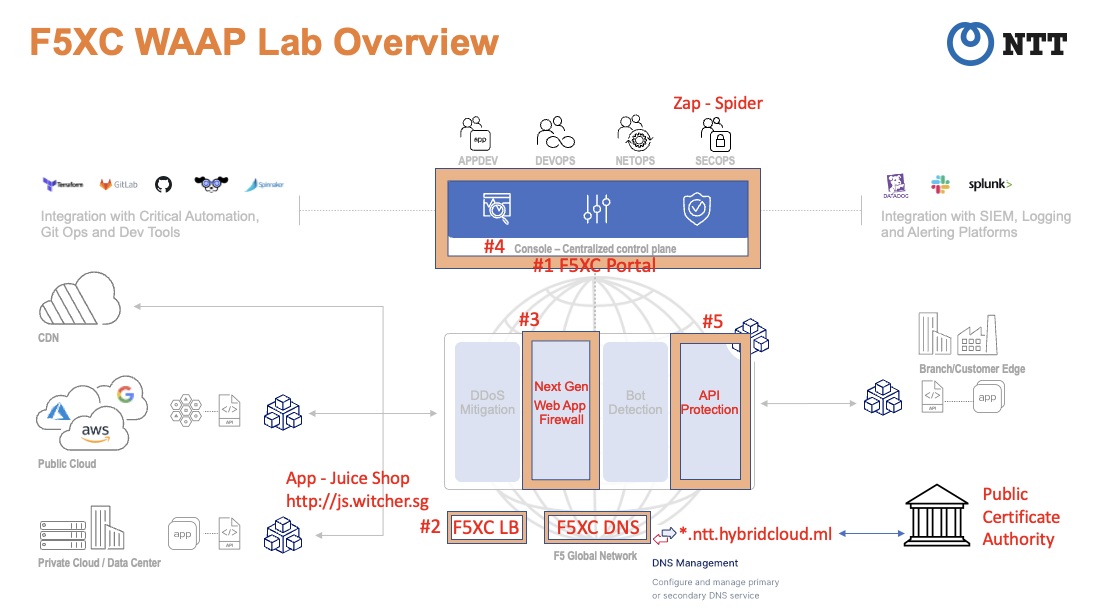 F5XC WAAP Lab Overview
NTT
Zap - Spider
app
APPDEV
DEVOPS
NETOPS
SECOPS
Terraform
GitLab
Spinnaker
Integration with Critical Automation,
Git Ops and Dev Tools
DATADOG
splunk>
Integration with SIEM, Logging
and Alerting Platforms
#4
Console – Centralized control plane
#1 F5XC Portal
CDN
#3
#5
DDoS
Mitigation
Next Gen
Web App
Firewall
Bot
Detection
API
Protection
Branch/Customer Edge
API
app
G
aws
API
Public Cloud
App - Juice Shop
http://js.witcher.sg
app
API
Private Cloud / Data Center
#2
F5XC LB
F5XC DNS
F5 Global Network
*.ntt.hybridcloud.ml
Public
Certificate
Authority
DNS Management
Configure and manage primary
or secondary DNS service